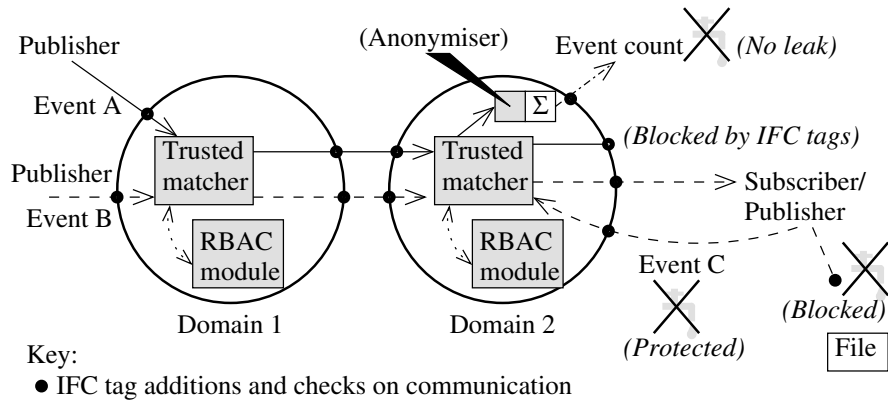 (Anonymiser)
Publisher
Event count
(No leak)
Event A
Σ
Trusted
matcher
Trusted
matcher
(Blocked by IFC tags)
Publisher
Event B
Subscriber/
Publisher
RBAC
module
RBAC
module
Event C
(Protected)
(Blocked)
File
Domain 1
Domain 2
Key:
● IFC tag additions and checks on communication